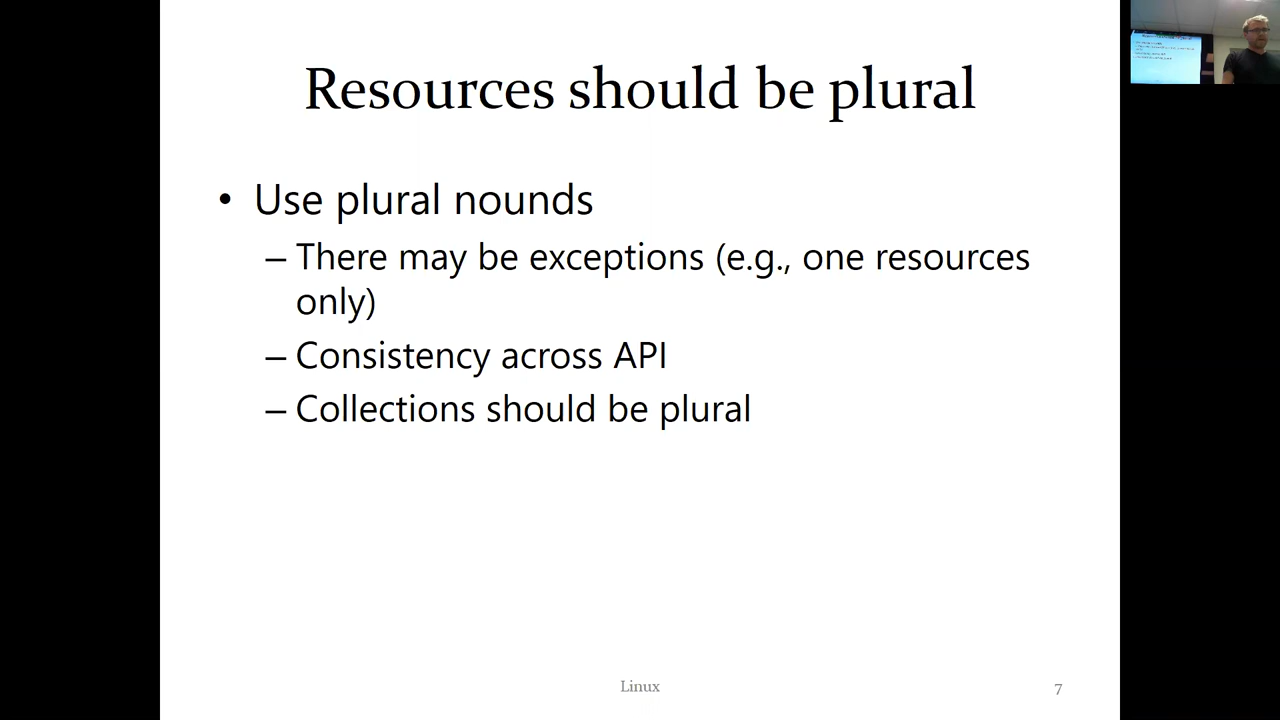 Resources should be plural
• Use plural nounds
– There may be exceptions (e.g., one resources
only)
– Consistency across API
– Collections should be plural
Linux
7